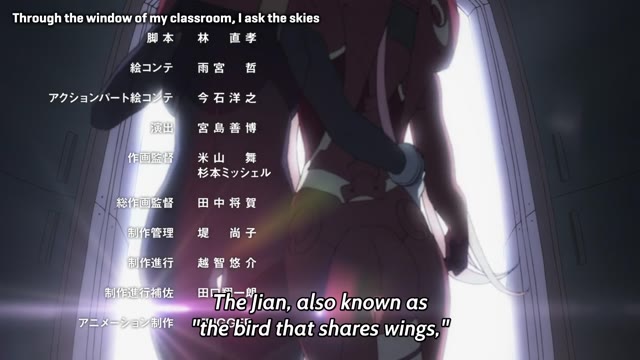 Through the window of my classroom, I ask the skies
脚本 林 直孝
絵コンテ 雨宮 哲
アクションパート絵コンテ 今石洋之
演出 宮島善博
作画監督 米山 舞
杉本ミッシェル
総作画監督 田中将賀
制作管理 堤 尚子
制作進行 越智悠介
制作進行補佐 田口翔一朗
The Jian, also known as
アニメーション制作
"the bird that shares wings,"